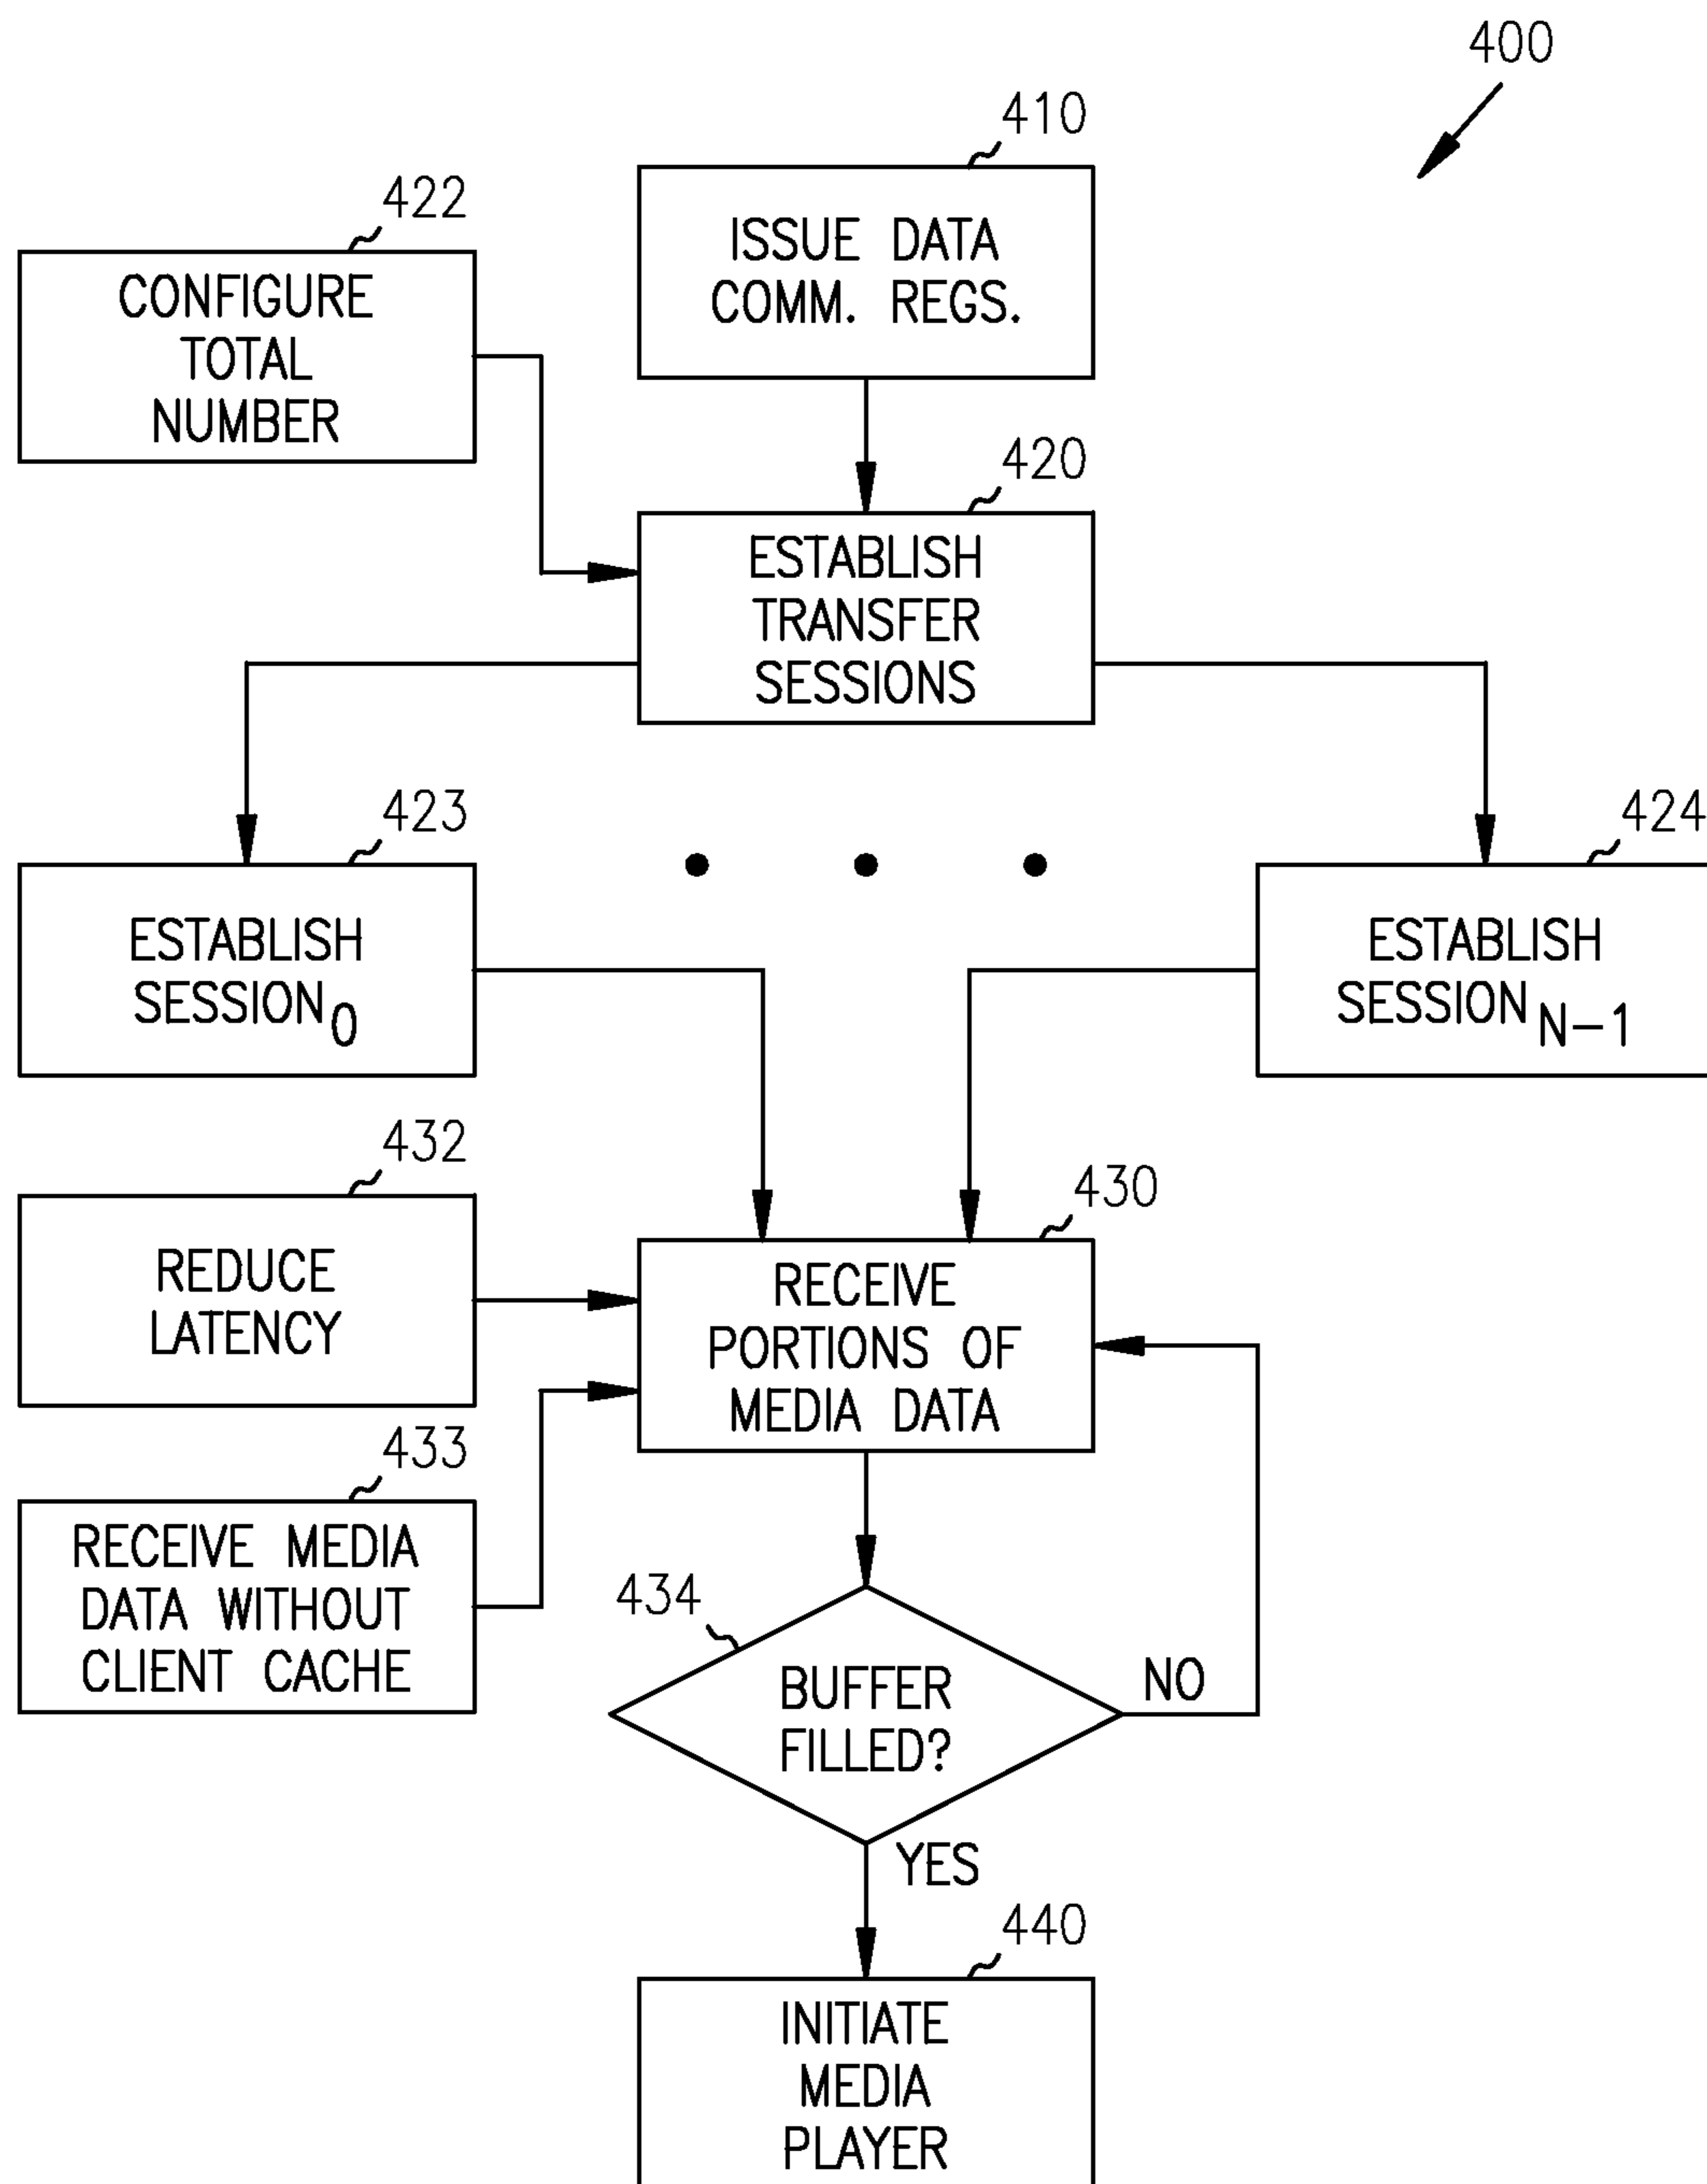 400
410
ISSUE DATA
COMM. REGS.
422
CONFIGURE
TOTAL
NUMBER
420
ESTABLISH
TRANSFER
SESSIONS
423
ESTABLISH
SESSION0
424
ESTABLISH
SESSIONN-1
432
REDUCE
LATENCY
430
RECEIVE
PORTIONS OF
MEDIA DATA
433
RECEIVE MEDIA
DATA WITHOUT
CLIENT CACHE
434
BUFFER
FILLED?
NO
YES
440
INITIATE
MEDIA
PLAYER